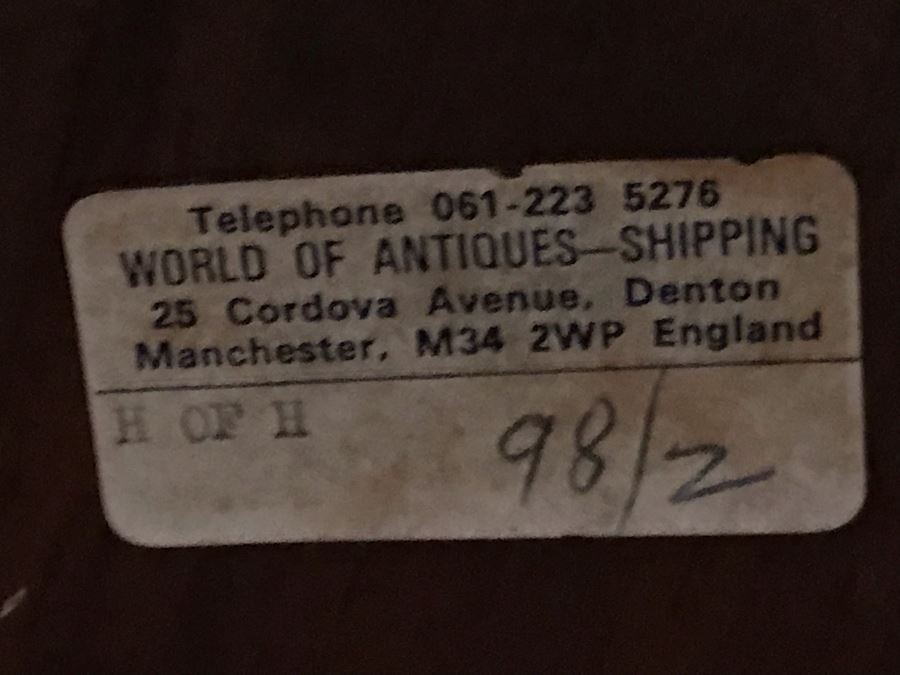 Telephone 061-223 5276
WORLD OF ANTIQUES—SHIPPING
25 Cordova Avenue, Denton
Manchester, M34 2WP England
H OF H
98/2